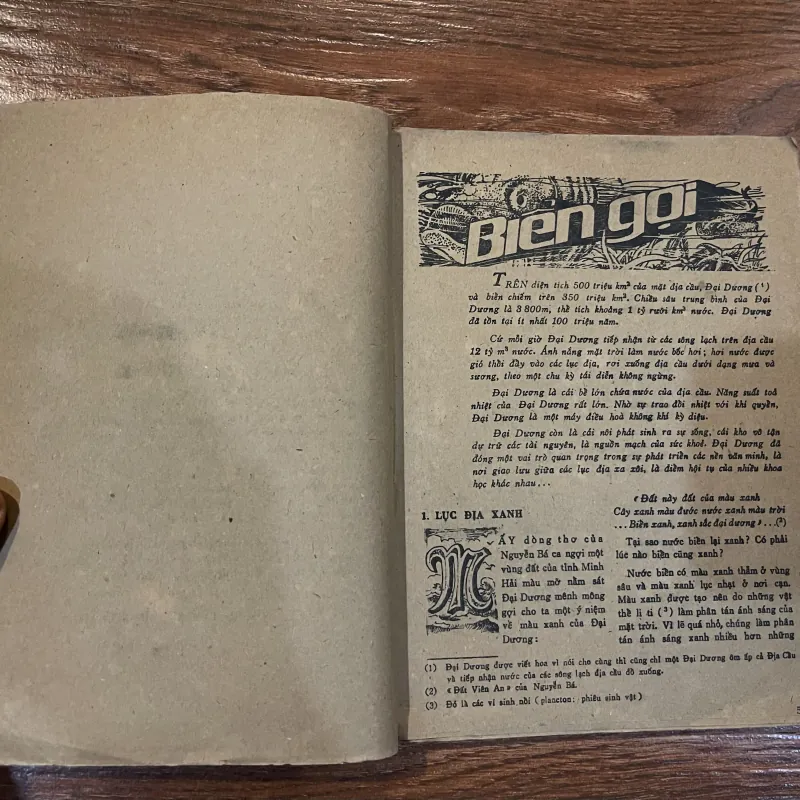 Biển gọi
TRÊN diện tích 500 triệu km² của mặt địa cầu, Đại Dương (¹)
và biển chiếm trên 350 triệu km². Chiều sâu trung bình của Đại
Dương là 3 800m, thể tích khoảng 1 tỷ rưỡi km³ nước. Đại Dương
đã tồn tại ít nhất 100 triệu năm.
Cứ mỗi giờ Đại Dương tiếp nhận từ các sông lạch trên địa cầu
12 tỷ m³ nước. Ánh nắng mặt trời làm nước bốc hơi; hơi nước được
gió thổi đẩy vào các lục địa, rơi xuống địa cầu dưới dạng mưa và
sương, theo một chu kỳ tái diễn không ngừng.
Đại Dương là cái bể lớn chứa nước của địa cầu. Năng suất toả
nhiệt của Đại Dương rất lớn. Nhờ sự trao đổi nhiệt với khí quyển,
Đại Dương là một máy điều hoà không khí kỳ diệu.
Đại Dương còn là cái nôi phát sinh ra sự sống, cái kho vô tận
dự trữ các tài nguyên, là nguồn mạch của sức khoẻ. Đại Dương đã
đóng một vai trò quan trọng trong sự phát triển các nền văn minh, là
nơi giao lưu giữa các lục địa xa xôi, là điểm hội tụ của nhiều khoa
học khác nhau...
1. LỤC ĐỊA XANH
MẤY dòng thơ của
Nguyễn Bá ca ngợi một
vùng đất của tỉnh Minh
Hải màu mỡ nằm sát
Đại Dương mênh mông
gợi cho ta một ý niệm
về màu xanh của Đại
Dương:
« Đất này đất của màu xanh
Cây xanh màu đước nước xanh màu trời
... Biển xanh, xanh sắc đại dương »...(²)
Tại sao nước biển lại xanh? Có phải
lúc nào biển cũng xanh?
Nước biển có màu xanh thẳm ở vùng
sâu và màu xanh lục nhạt ở nơi cạn.
Màu xanh được tạo nên do những vật
thể li ti (³) làm phân tán ánh sáng của
mặt trời. Vì lẽ quá nhỏ, chúng làm phân
tán ánh sáng xanh nhiều hơn những
(1) Đại Dương được viết hoa vì nói cho cùng thì cũng chỉ một Đại Dương ôm ấp cả Địa Cầu
và tiếp nhận nước của các sông lạch địa cầu đổ xuống.
(2) « Đất Viên An » của Nguyễn Bá.
(3) Đó là các vi sinh nổi (plancton: phiêu sinh vật)
5